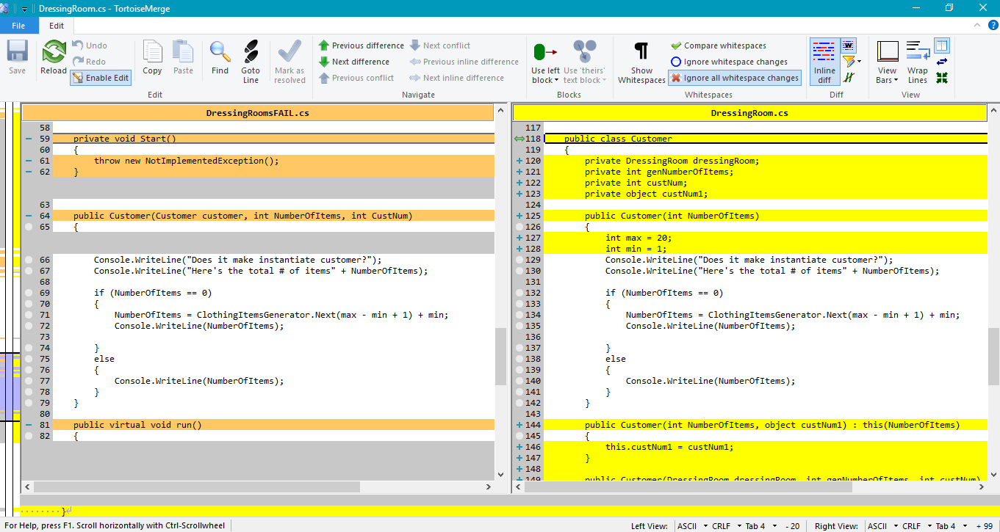 DressingRoom.cs - TortoiseMerge
File Edit
Save Reload Undo Redo Enable Edit Copy Paste Find Goto Line Mark as resolved
Edit
Previous difference Next difference Previous conflict Next conflict Previous inline difference Next inline difference
Navigate
Use left block Use 'theirs' text block
Blocks
Show Whitespaces Compare whitespaces Ignore whitespace changes Ignore all whitespace changes
Whitespaces
Inline diff
Diff
View Bars Wrap Lines
View
DressingRoomsFAIL.cs
58
59 private void Start()
60 {
61 throw new NotImplementedException();
62 }
63
64 public Customer(Customer customer, int NumberOfItems, int CustNum)
65 {
66 Console.WriteLine("Does it make instantiate customer?");
67 Console.WriteLine("Here's the total # of items" + NumberOfItems);
68
69 if (NumberOfItems == 0)
70 {
71 NumberOfItems = ClothingItemsGenerator.Next(max - min + 1) + min;
72 Console.WriteLine(NumberOfItems);
73
74 }
75 else
76 {
77 Console.WriteLine(NumberOfItems);
78 }
79 }
80
81 public virtual void run()
82 {
DressingRoom.cs
117
118 public class Customer
119 {
120 private DressingRoom dressingRoom;
121 private int genNumberOfItems;
122 private int custNum;
123 private object custNum1;
124
125 public Customer(int NumberOfItems)
126 {
127 int max = 20;
128 int min = 1;
129 Console.WriteLine("Does it make instantiate customer?");
130 Console.WriteLine("Here's the total # of items" + NumberOfItems);
131
132 if (NumberOfItems == 0)
133 {
134 NumberOfItems = ClothingItemsGenerator.Next(max - min + 1) + min;
135 Console.WriteLine(NumberOfItems);
136
137 }
138 else
139 {
140 Console.WriteLine(NumberOfItems);
141 }
142 }
143
144 public Customer(int NumberOfItems, object custNum1) : this(NumberOfItems)
145 {
146 this.custNum1 = custNum1;
147 }
148
149 public Customer(DressingRoom dressingRoom, int genNumberOfItems, int custNum)
}
For Help, press F1. Scroll horizontally with Ctrl-Scrollwheel Left View: ASCII CRLF Tab 4 - 20 Right View: ASCII CRLF Tab 4 + 99